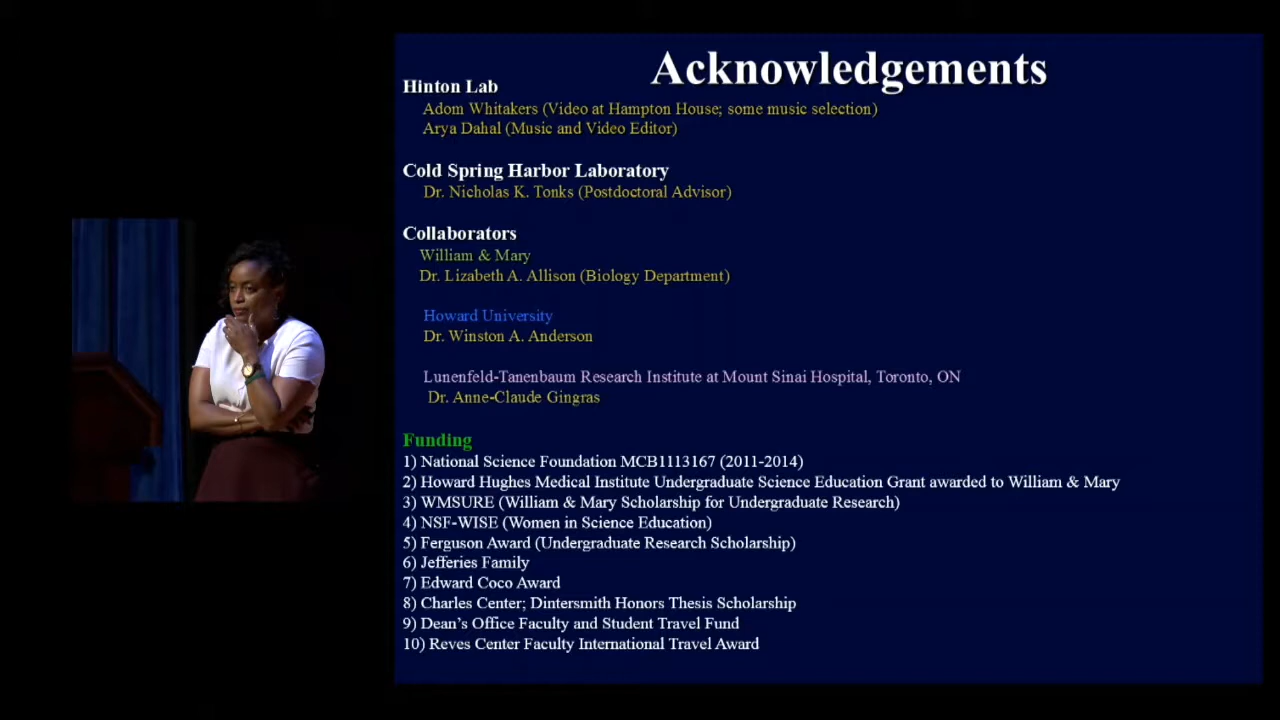 Acknowledgements
Hinton Lab
Adom Whitakers (Video at Hampton House; some music selection)
Arya Dahal (Music and Video Editor)
Cold Spring Harbor Laboratory
Dr. Nicholas K. Tonks (Postdoctoral Advisor)
Collaborators
William & Mary
Dr. Lizabeth A. Allison (Biology Department)
Howard University
Dr. Winston A. Anderson
Lunenfeld-Tanenbaum Research Institute at Mount Sinai Hospital, Toronto, ON
Dr. Anne-Claude Gingras
Funding
1) National Science Foundation MCB1113167 (2011-2014)
2) Howard Hughes Medical Institute Undergraduate Science Education Grant awarded to William & Mary
3) WMSURE (William & Mary Scholarship for Undergraduate Research)
4) NSF-WISE (Women in Science Education)
5) Ferguson Award (Undergraduate Research Scholarship)
6) Jefferies Family
7) Edward Coco Award
8) Charles Center; Dintersmith Honors Thesis Scholarship
9) Dean's Office Faculty and Student Travel Fund
10) Reves Center Faculty International Travel Award